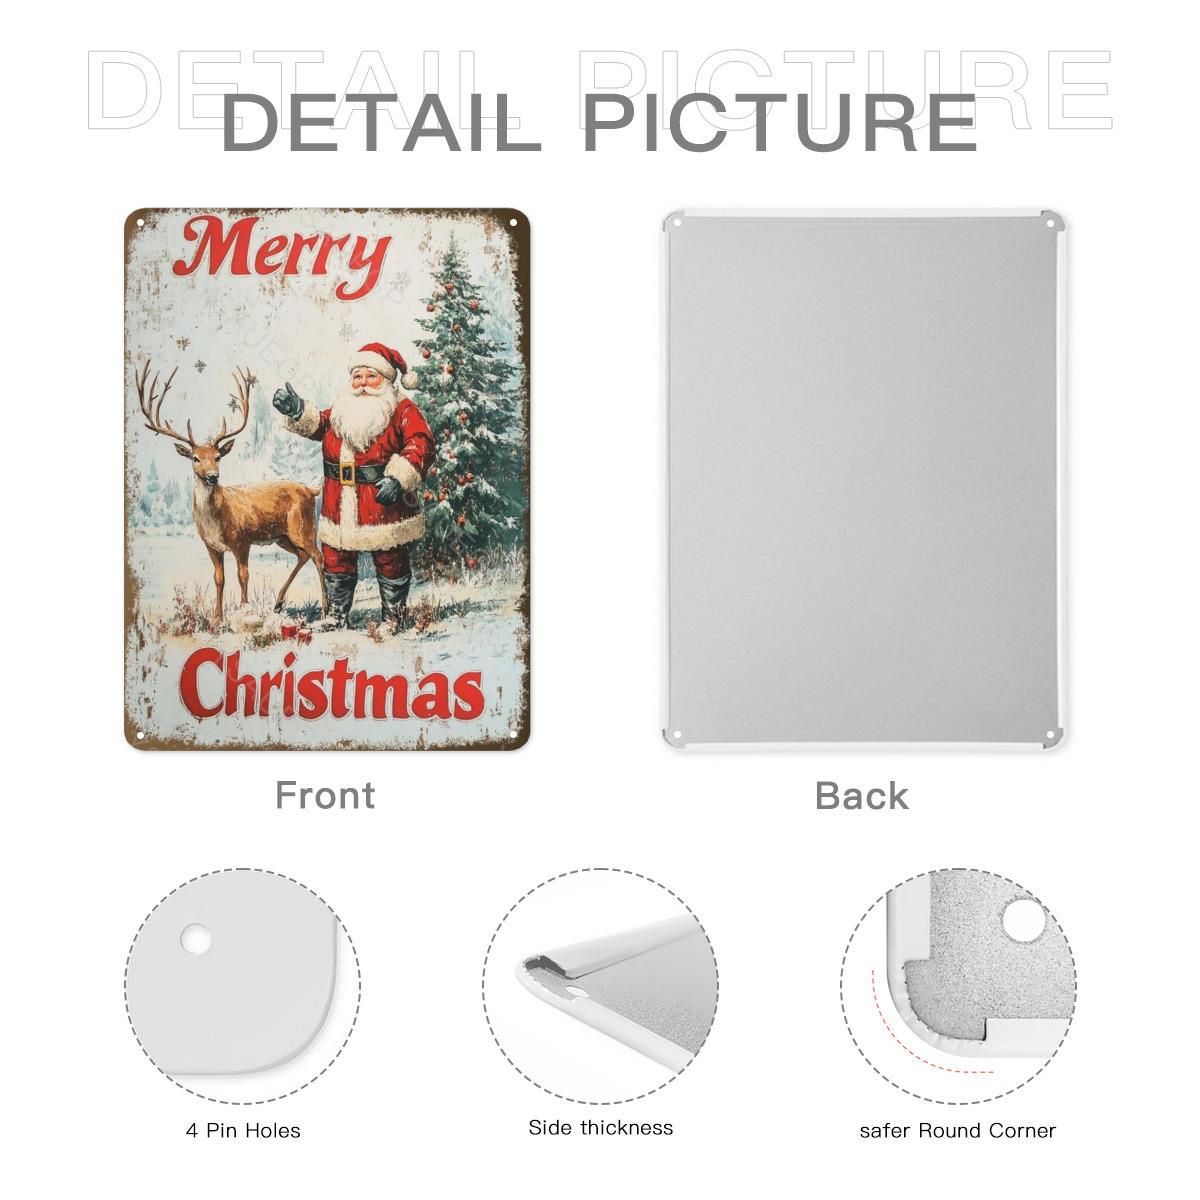 DETAIL PICTURE
DETAIL PICTURE
Merry
Christmas
Front
Back
4 Pin Holes
Side thickness
safer Round Corner